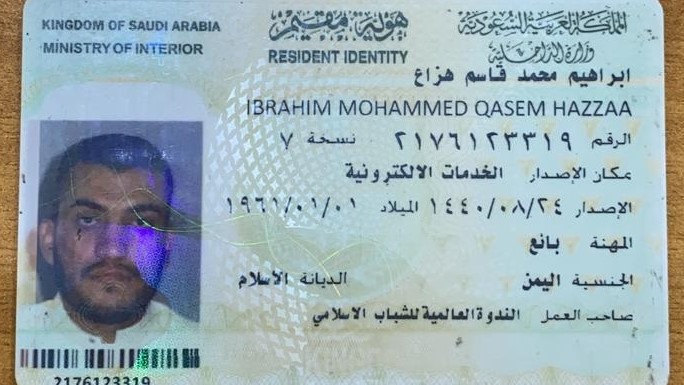 KINGDOM OF SAUDI ARABIA
MINISTRY OF INTERIOR
هوية مقيم
RESIDENT IDENTITY
المملكة العربية السعودية
وزارة الداخلية
ابراهيم محمد قاسم هزاع
IBRAHIM MOHAMMED QASEM HAZZAA
الرقم ٢١٧٦١٢٣٣١٩ نسخة ٧
مكان الإصدار الخدمات الالكترونية
الإصدار ١٤٤٠/٠٨/٢٤ الميلاد ١٩٦١/٠١/٠١
المهنة بائع
الجنسية اليمن الديانة الأسلام
صاحب العمل الندوة العالمية للشباب الاسلامي
2176123319